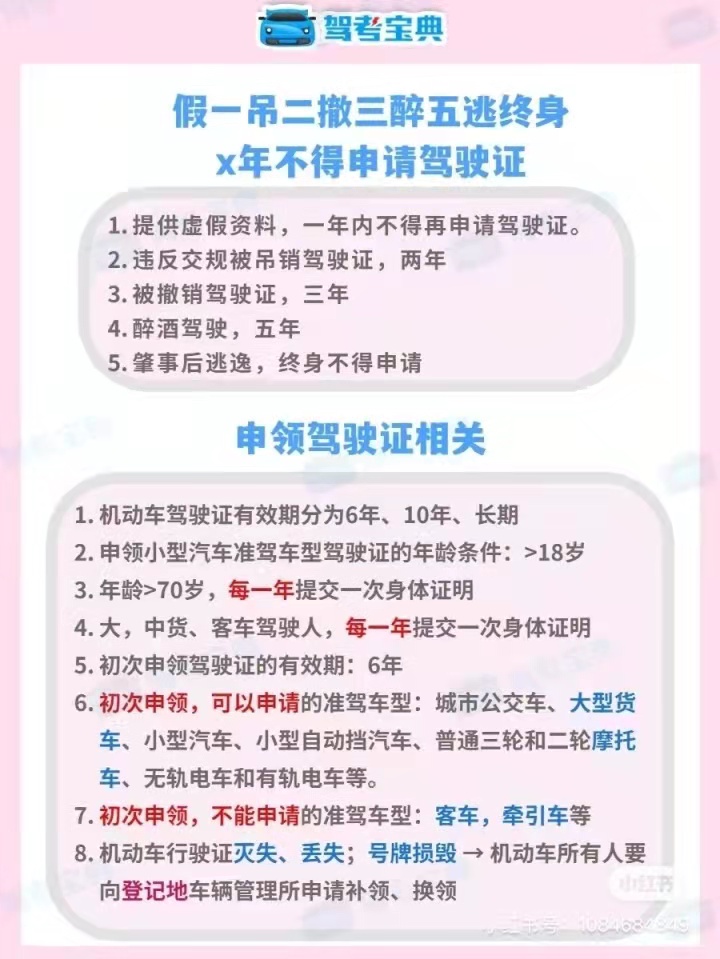 驾考宝典
假一吊二撤三醉五逃终身
x年不得申请驾驶证
1. 提供虚假资料，一年内不得再申请驾驶证。
2. 违反交规被吊销驾驶证，两年
3. 被撤销驾驶证，三年
4. 醉酒驾驶，五年
5. 肇事后逃逸，终身不得申请
申领驾驶证相关
1. 机动车驾驶证有效期分为6年、10年、长期
2. 申领小型汽车准驾车型驾驶证的年龄条件：>18岁
3. 年龄>70岁，每一年提交一次身体证明
4. 大，中货、客车驾驶人，每一年提交一次身体证明
5. 初次申领驾驶证的有效期：6年
6. 初次申领，可以申请的准驾车型：城市公交车、大型货
车、小型汽车、小型自动挡汽车、普通三轮和二轮摩托
车、无轨电车和有轨电车等。
7. 初次申领，不能申请的准驾车型：客车，牵引车等
8. 机动车行驶证灭失、丢失；号牌损毁 → 机动车所有人要
向登记地车辆管理所申请补领、换领
小红书